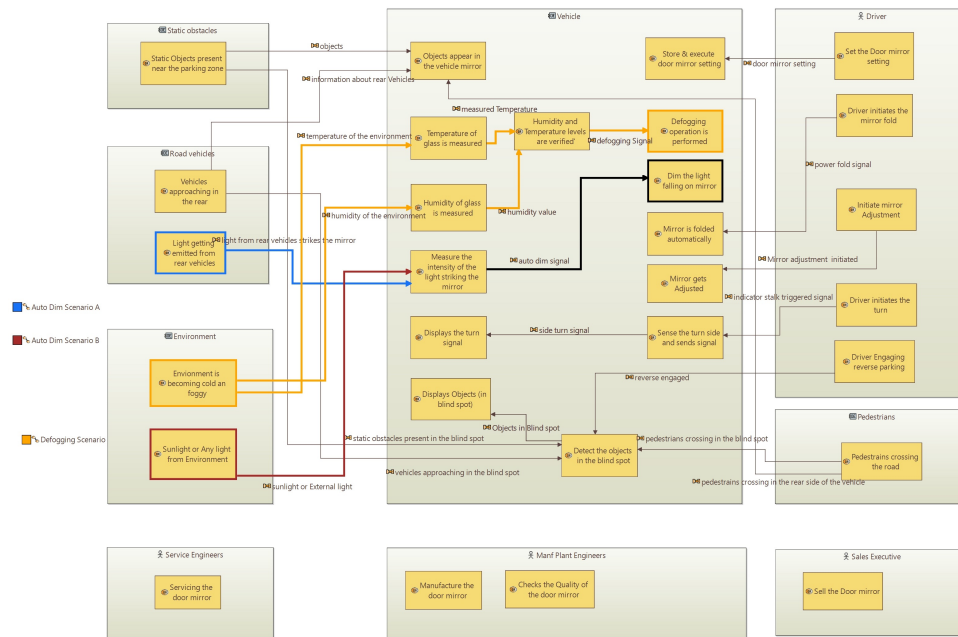 Static obstacles
Static Objects present
near the parking zone
objects
information about rear Vehicles
Road vehicles
Vehicles
approaching in
the rear
Light getting
emitted from
rear vehicles
light from rear vehicles strikes the mirror
temperature of the environment
humidity of the environment
Auto Dim Scenario A
Auto Dim Scenario B
Defogging Scenario
Environment
Envionment is
becoming cold an
foggy
Sunlight or Any light
from Environment
sunlight or External light
static obstacles present in the blind spot
vehicles approaching in the blind spot
Vehicle
Objects appear in
the vehicle mirror
Store & execute
door mirror setting
measured Temperature
Temperature of
glass is measured
Humidity and
Temperature levels
are verified'
defogging Signal
Defogging
operation is
performed
Dim the light
falling on mirror
Humidity of glass
is measured
humidity value
Mirror is folded
automatically
Measure the
intensity of the
light striking the
mirror
auto dim signal
Mirror gets
Adjusted
Displays the turn
signal
side turn signal
Sense the turn side
and sends signal
Displays Objects (in
blind spot)
Objects in Blind spot
Detect the objects
in the blind spot
reverse engaged
pedestrians crossing in the blind spot
pedestrains crossing in the rear side of the vehicle
Driver
Set the Door mirror
setting
door mirror setting
Driver initiates the
mirror fold
power fold signal
Initiate mirror
Adjustment
Mirror adjustment initiated
indicator stalk triggered signal
Driver initiates
the turn
Driver Engaging
reverse parking
Pedestrians
Pedestrains crossing
the road
Service Engineers
Servicing the
door mirror
Manf Plant Engineers
Manufacture the
door mirror
Checks the Quality of
the door mirror
Sales Executive
Sell the Door mirror